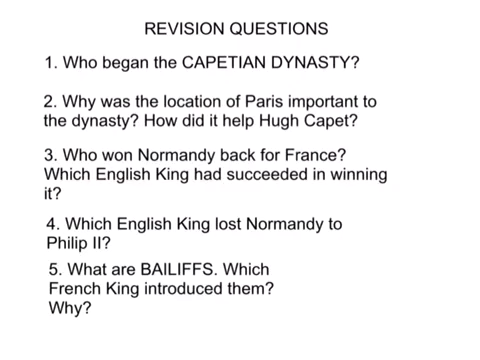 REVISION QUESTIONS
1. Who began the CAPETIAN DYNASTY?
2. Why was the location of Paris important to
the dynasty? How did it help Hugh Capet?
3. Who won Normandy back for France?
Which English King had succeeded in winning
it?
4. Which English King lost Normandy to
Philip II?
5. What are BAILIFFS. Which
French King introduced them?
Why?